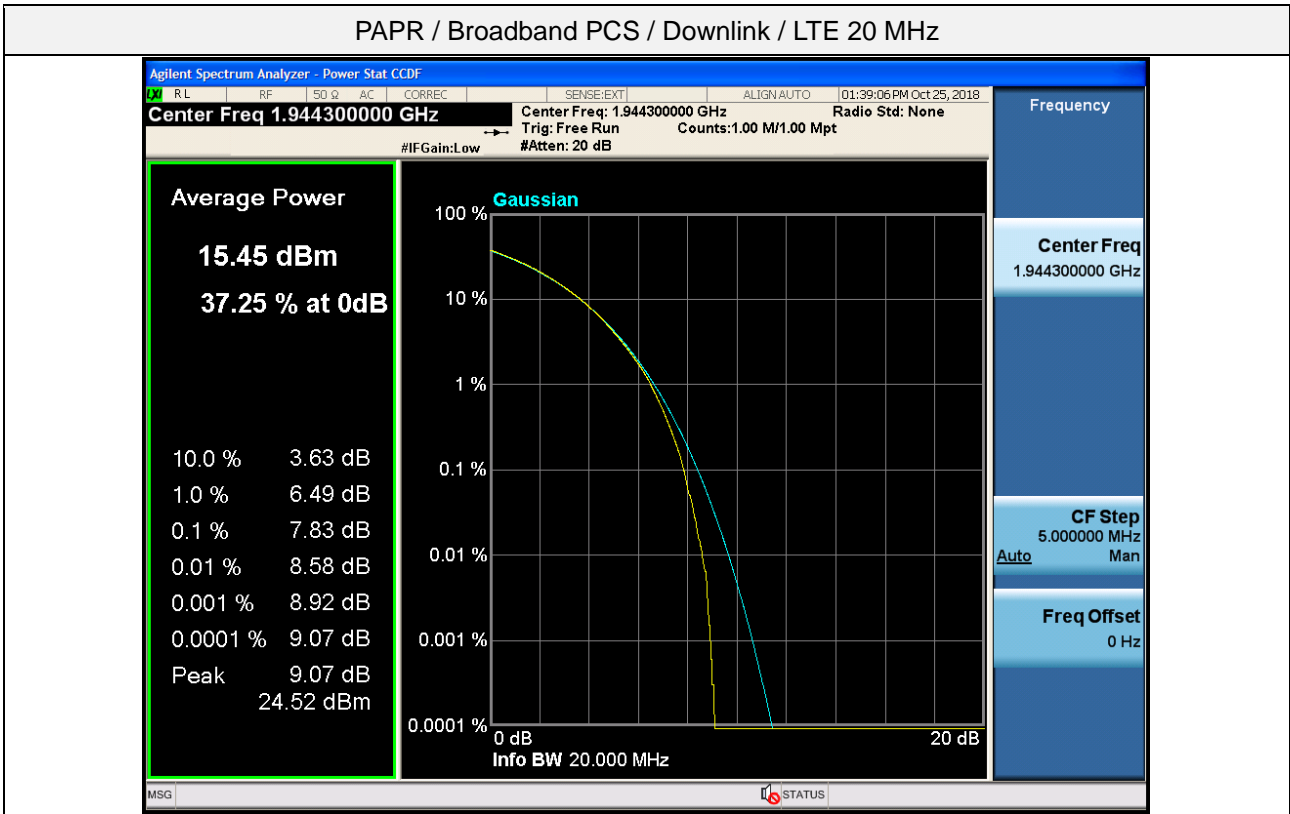 PAPR / Broadband PCS / Downlink / LTE 20 MHz
Agilent Spectrum Analyzer - Power Stat CCDF
LXI RL RF 50 Ω AC CORREC SENSE:EXT ALIGN AUTO 01:39:06 PM Oct 25, 2018
Center Freq 1.944300000 GHz
Center Freq: 1.944300000 GHz Radio Std: None
Trig: Free Run Counts:1.00 M/1.00 Mpt
#IFGain:Low #Atten: 20 dB
Frequency
Average Power
15.45 dBm
37.25 % at 0dB
10.0 % 3.63 dB
1.0 % 6.49 dB
0.1 % 7.83 dB
0.01 % 8.58 dB
0.001 % 8.92 dB
0.0001 % 9.07 dB
Peak 9.07 dB
24.52 dBm
Gaussian
100 %
10 %
1 %
0.1 %
0.01 %
0.001 %
0.0001 %
0 dB 20 dB
Info BW 20.000 MHz
Center Freq
1.944300000 GHz
CF Step
5.000000 MHz
Auto Man
Freq Offset
0 Hz
MSG STATUS